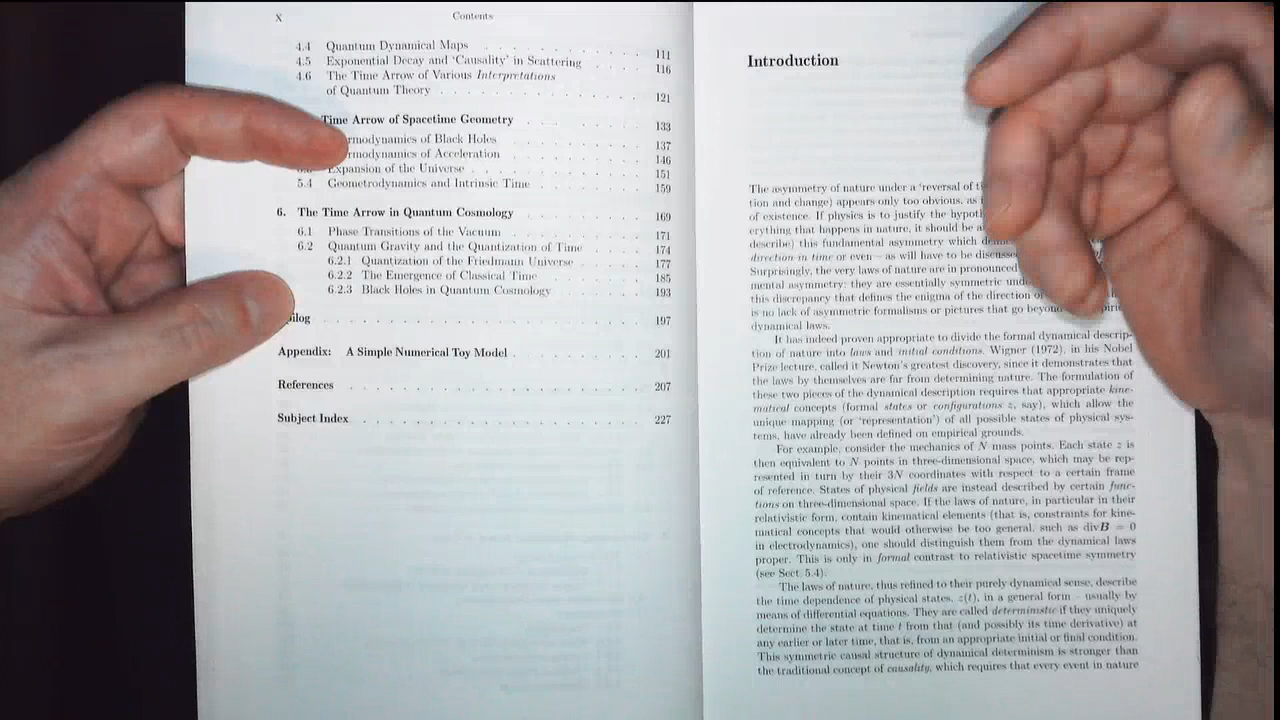 X Contents
4.4 Quantum Dynamical Maps . . . . . . . . . . . . . . . 111
4.5 Exponential Decay and 'Causality' in Scattering . . . . . . 116
4.6 The Time Arrow of Various Interpretations
of Quantum Theory . . . . . . . . . . . . . . . 121
Time Arrow of Spacetime Geometry . . . . . . . . . . 133
rmodynamics of Black Holes . . . . . . . . . . . 137
rmodynamics of Acceleration . . . . . . . . . . . 146
Expansion of the Universe . . . . . . . . . . . . . 151
5.4 Geometrodynamics and Intrinsic Time . . . . . . . . . . 159
6. The Time Arrow in Quantum Cosmology . . . . . . . . . . 169
6.1 Phase Transitions of the Vacuum . . . . . . . . . . . 171
6.2 Quantum Gravity and the Quantization of Time . . . . . . 174
6.2.1 Quantization of the Friedmann Universe . . . . . . 177
6.2.2 The Emergence of Classical Time . . . . . . . . 185
6.2.3 Black Holes in Quantum Cosmology . . . . . . . 193
ilog . . . . . . . . . . . . . . . . . . . . . . . 197
Appendix: A Simple Numerical Toy Model . . . . . . . . . . . 201
References . . . . . . . . . . . . . . . . . . . . . . 207
Subject Index . . . . . . . . . . . . . . . . . . . . . 227
Introduction
The asymmetry of nature under a 'reversal of
tion and change) appears only too obvious, as
of existence. If physics is to justify the
erything that happens in nature, it should be
describe) this fundamental asymmetry which
direction in time or even – as will have to be
Surprisingly, the very laws of nature are in pronounced
mental asymmetry: they are essentially symmetric
this discrepancy that defines the enigma of the direction of
is no lack of asymmetric formalisms or pictures that go
dynamical laws.
It has indeed proven appropriate to divide the formal dynamical descrip-
tion of nature into laws and initial conditions. Wigner (1972), in his Nobel
Prize lecture, called it Newton's greatest discovery, since it demonstrates that
the laws by themselves are far from determining nature. The formulation of
these two pieces of the dynamical description requires that appropriate kine-
matical concepts (formal states or configurations z, say), which allow the
unique mapping (or 'representation') of all possible states of physical sys-
tems, have already been defined on empirical grounds.
For example, consider the mechanics of N mass points. Each state z is
then equivalent to N points in three-dimensional space, which may be rep-
resented in turn by their 3N coordinates with respect to a certain frame
of reference. States of physical fields are instead described by certain func-
tions on three-dimensional space. If the laws of nature, in particular in their
relativistic form, contain kinematical elements (that is, constraints for kine-
matical concepts that would otherwise be too general, such as divB = 0
in electrodynamics), one should distinguish them from the dynamical laws
proper. This is only in formal contrast to relativistic spacetime symmetry
(see Sect. 5.4).
The laws of nature, thus refined to their purely dynamical sense, describe
the time dependence of physical states, z(t), in a general form – usually by
means of differential equations. They are called deterministic if they uniquely
determine the state at time t from that (and possibly its time derivative) at
any earlier or later time, that is, from an appropriate initial or final condition.
This symmetric causal structure of dynamical determinism is stronger than
the traditional concept of causality, which requires that every event in nature